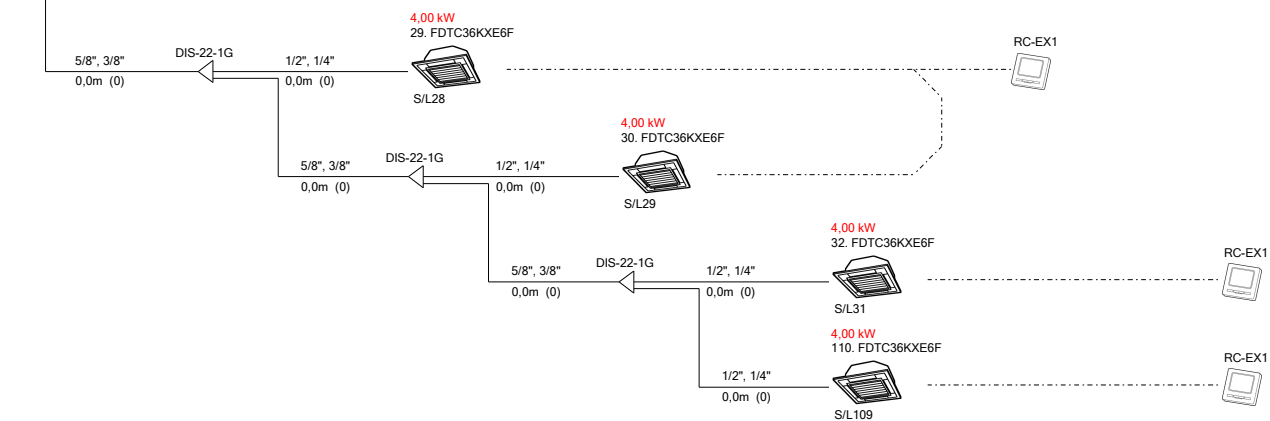 4,00 kW
29. FDTC36KXE6F
RC-EX1
DIS-22-1G
5/8", 3/8"
1/2", 1/4"
0,0m (0)
0,0m (0)
S/L28
4,00 kW
30. FDTC36KXE6F
DIS-22-1G
5/8", 3/8"
1/2", 1/4"
0,0m (0)
0,0m (0)
S/L29
4,00 kW
32. FDTC36KXE6F
RC-EX1
DIS-22-1G
5/8", 3/8"
1/2", 1/4"
0,0m (0)
0,0m (0)
S/L31
4,00 kW
110. FDTC36KXE6F
RC-EX1
1/2", 1/4"
0,0m (0)
S/L109